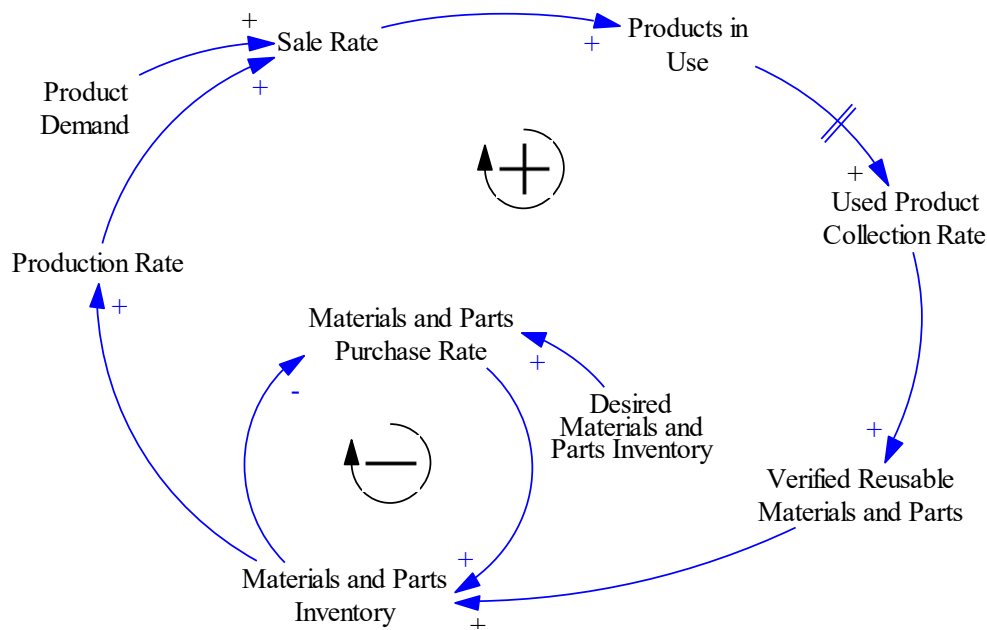 +
Sale Rate
+
Products in
Use
+
Product
Demand
+
+
Used Product
Collection Rate
Production Rate
+
Materials and Parts
Purchase Rate
+
-
Desired
Materials and
Parts Inventory
+
−
Verified Reusable
Materials and Parts
+
Materials and Parts
Inventory
+